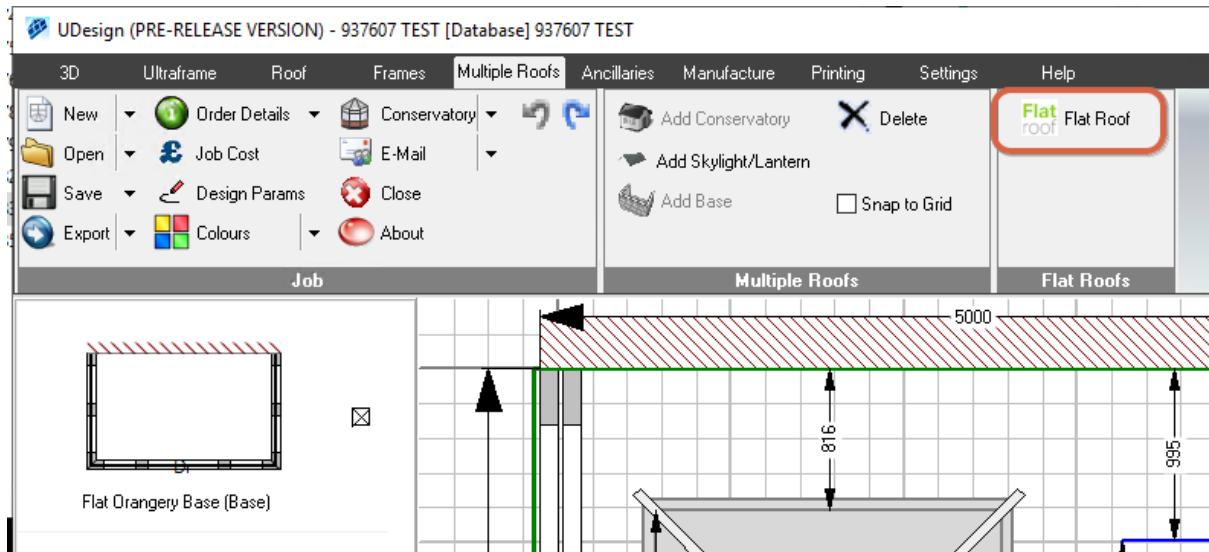 UDesign (PRE-RELEASE VERSION) - 937607 TEST [Database] 937607 TEST
3D Ultraframe Roof Frames Multiple Roofs Ancillaries Manufacture Printing Settings Help
New Order Details Conservatory Add Conservatory Delete Flat roof Flat Roof
Open Job Cost E-Mail Add Skylight/Lantern
Save Design Params Close Add Base Snap to Grid
Export Colours About
Job Multiple Roofs Flat Roofs
5000
816
995
Flat Orangery Base (Base)